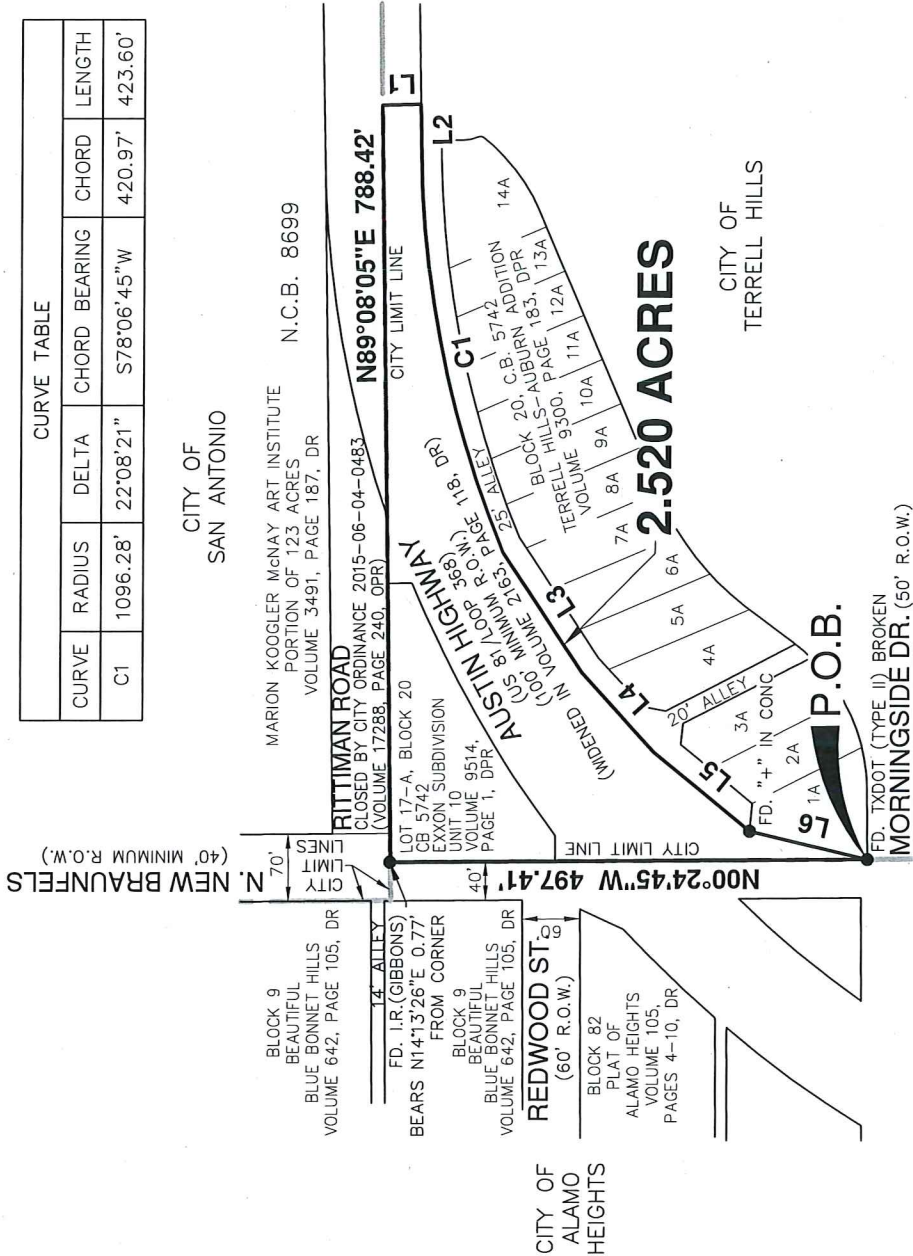 CURVE TABLE
CURVE RADIUS DELTA CHORD BEARING CHORD LENGTH
C1 1096.28' 22°08'21" S78°06'45"W 420.97' 423.60'
CITY OF
SAN ANTONIO
MARION KOOGLER McNAY ART INSTITUTE
PORTION OF 123 ACRES
VOLUME 3491, PAGE 187, DR
N.C.B. 8699
N. NEW BRAUNFELS
(40' MINIMUM R.O.W.)
70'
CITY
LIMIT
LINES
RITTIMAN ROAD
CLOSED BY CITY ORDINANCE 2015-06-04-0483
(VOLUME 17288, PAGE 240, OPR)
N89°08'05"E 788.42'
CITY LIMIT LINE
L1
L2
BLOCK 9
BEAUTIFUL
BLUE BONNET HILLS
VOLUME 642, PAGE 105, DR
14' ALLEY
FD. I.R.(GIBBONS)
BEARS N14°13'26"E 0.77'
FROM CORNER
BLOCK 9
BEAUTIFUL
BLUE BONNET HILLS
VOLUME 642, PAGE 105, DR
40'
LOT 17-A, BLOCK 20
CB 5742
EXXON SUBDIVISION
UNIT 10
VOLUME 9514,
PAGE 1, DPR
AUSTIN HIGHWAY
(US 81/LOOP 368)
(100' MINIMUM R.O.W.)
(WIDENED IN VOLUME 2163, PAGE 118, DR)
C1
25' ALLEY
BLOCK 20, C.B. 5742
TERRELL HILLS-AUBURN ADDITION
VOLUME 9300, PAGE 183, DPR
14A
13A
12A
11A
10A
9A
8A
7A
6A
5A
4A
3A
2A
1A
20' ALLEY
L3
L4
L5
L6
2.520 ACRES
CITY OF
TERRELL HILLS
CITY LIMIT LINE
N00°24'45"W 497.41'
REDWOOD ST.
(60' R.O.W.)
60'
BLOCK 82
PLAT OF
ALAMO HEIGHTS
VOLUME 105,
PAGES 4-10, DR
CITY OF
ALAMO
HEIGHTS
FD. "+" IN CONC
P.O.B.
FD. TXDOT (TYPE II) BROKEN
MORNINGSIDE DR. (50' R.O.W.)